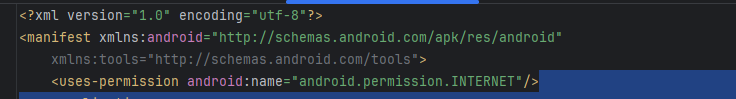 <?xml version="1.0" encoding="utf-8"?>
<manifest xmlns:android="http://schemas.android.com/apk/res/android"
    xmlns:tools="http://schemas.android.com/tools">
    <uses-permission android:name="android.permission.INTERNET"/>